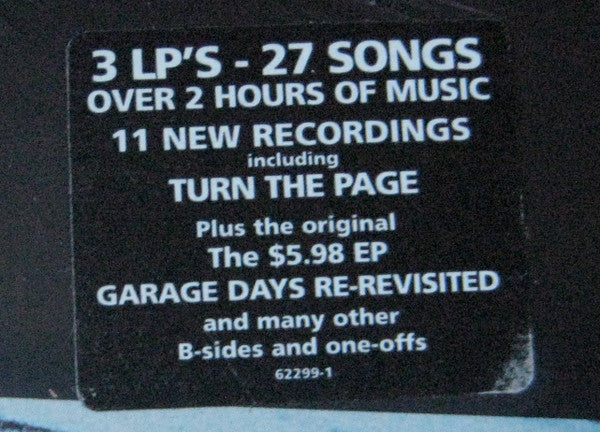 3 LP'S - 27 SONGS
OVER 2 HOURS OF MUSIC
11 NEW RECORDINGS
including
TURN THE PAGE
Plus the original
The $5.98 EP
GARAGE DAYS RE-REVISITED
and many other
B-sides and one-offs
62299-1